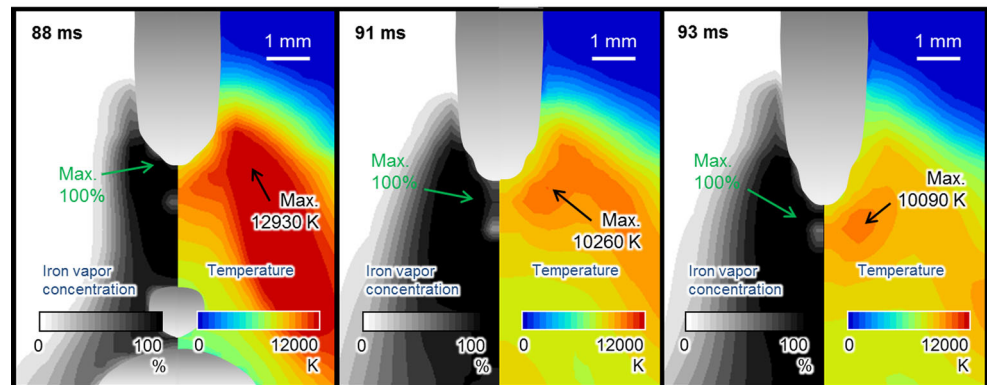 88 ms
1 mm
Max.
100%
Max.
12930 K
Iron vapor
concentration
Temperature
0
100
%
0
12000
K
91 ms
1 mm
Max.
100%
Max.
10260 K
Iron vapor
concentration
Temperature
0
100
%
0
12000
K
93 ms
1 mm
Max.
100%
Max.
10090 K
Iron vapor
concentration
Temperature
0
100
%
0
12000
K